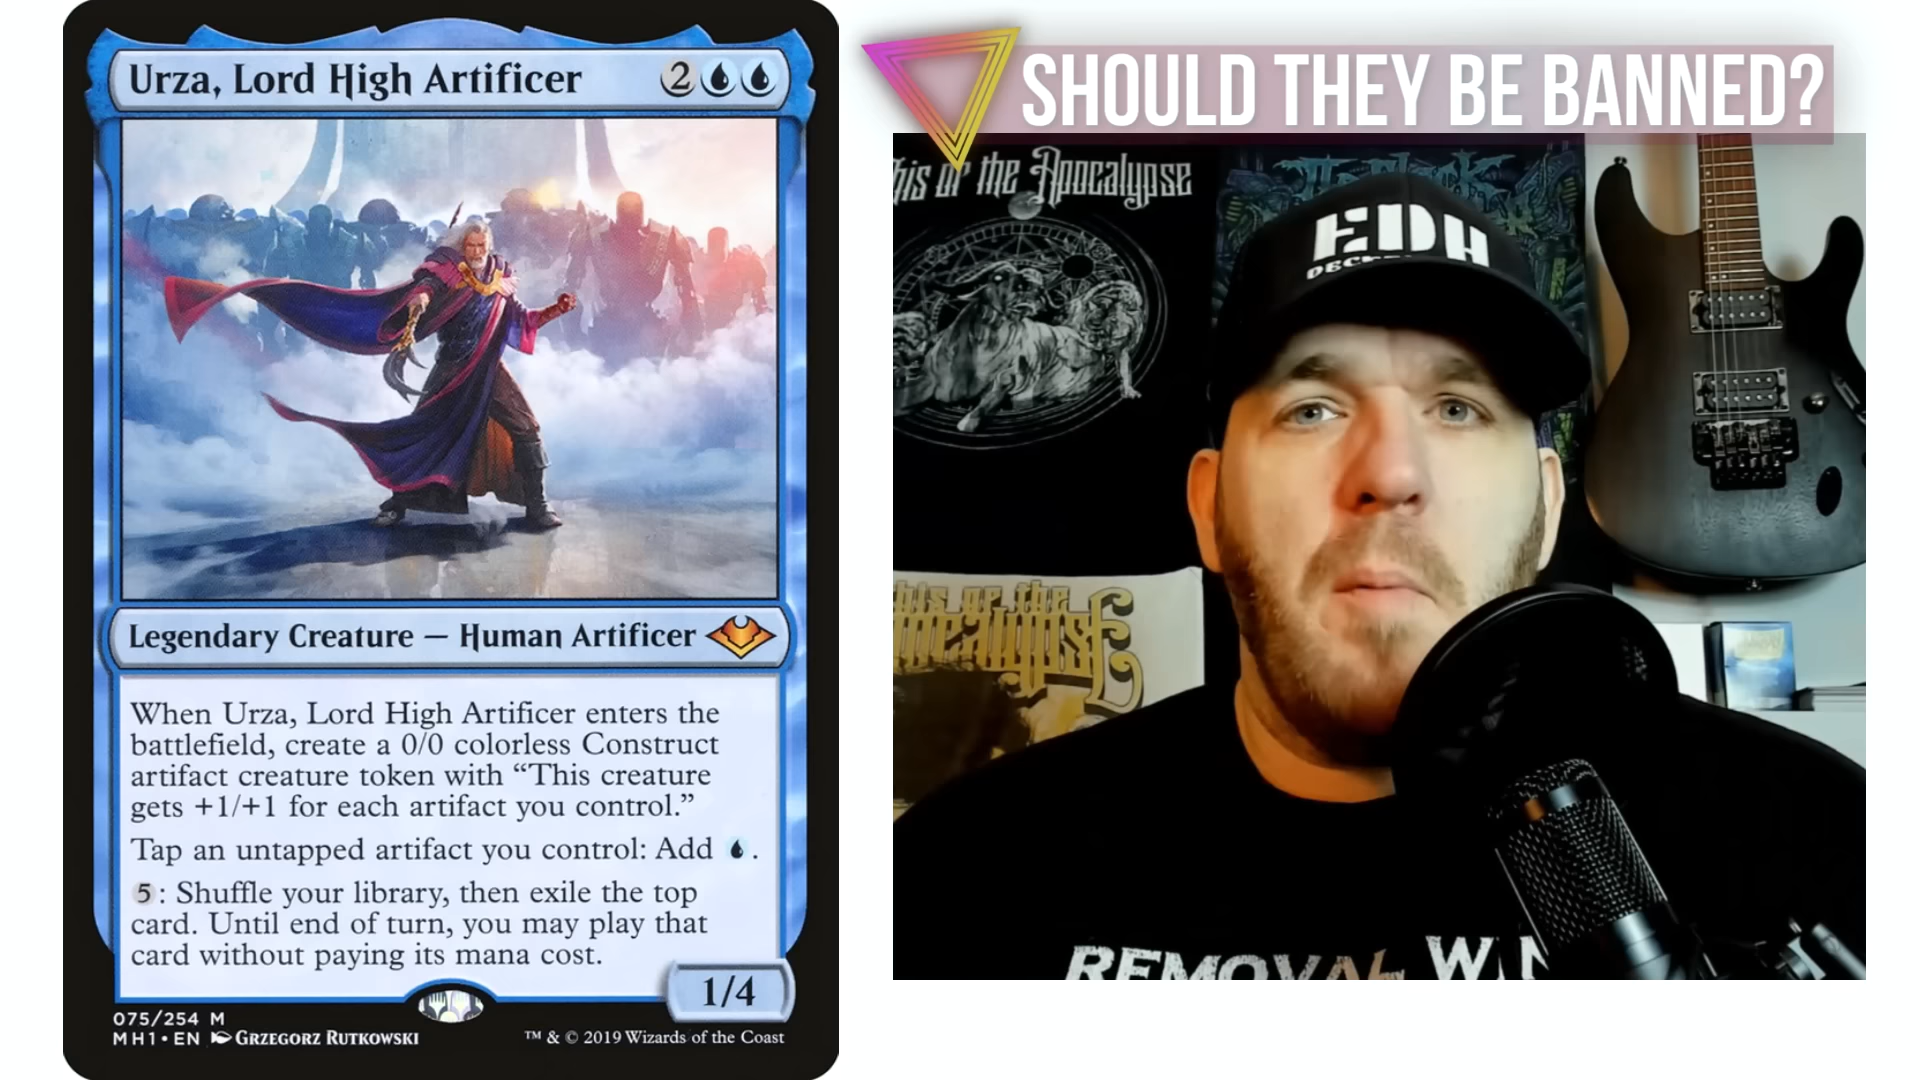 Urza, Lord High Artificer 2
Legendary Creature — Human Artificer
When Urza, Lord High Artificer enters the
battlefield, create a 0/0 colorless Construct
artifact creature token with “This creature
gets +1/+1 for each artifact you control.”
Tap an untapped artifact you control: Add .
5: Shuffle your library, then exile the top
card. Until end of turn, you may play that
card without paying its mana cost.
1/4
075/254 M
MH1•EN GRZEGORZ RUTKOWSKI
™ & © 2019 Wizards of the Coast
SHOULD THEY BE BANNED?
of the Apocalypse
EDH
of the
REMOVAL